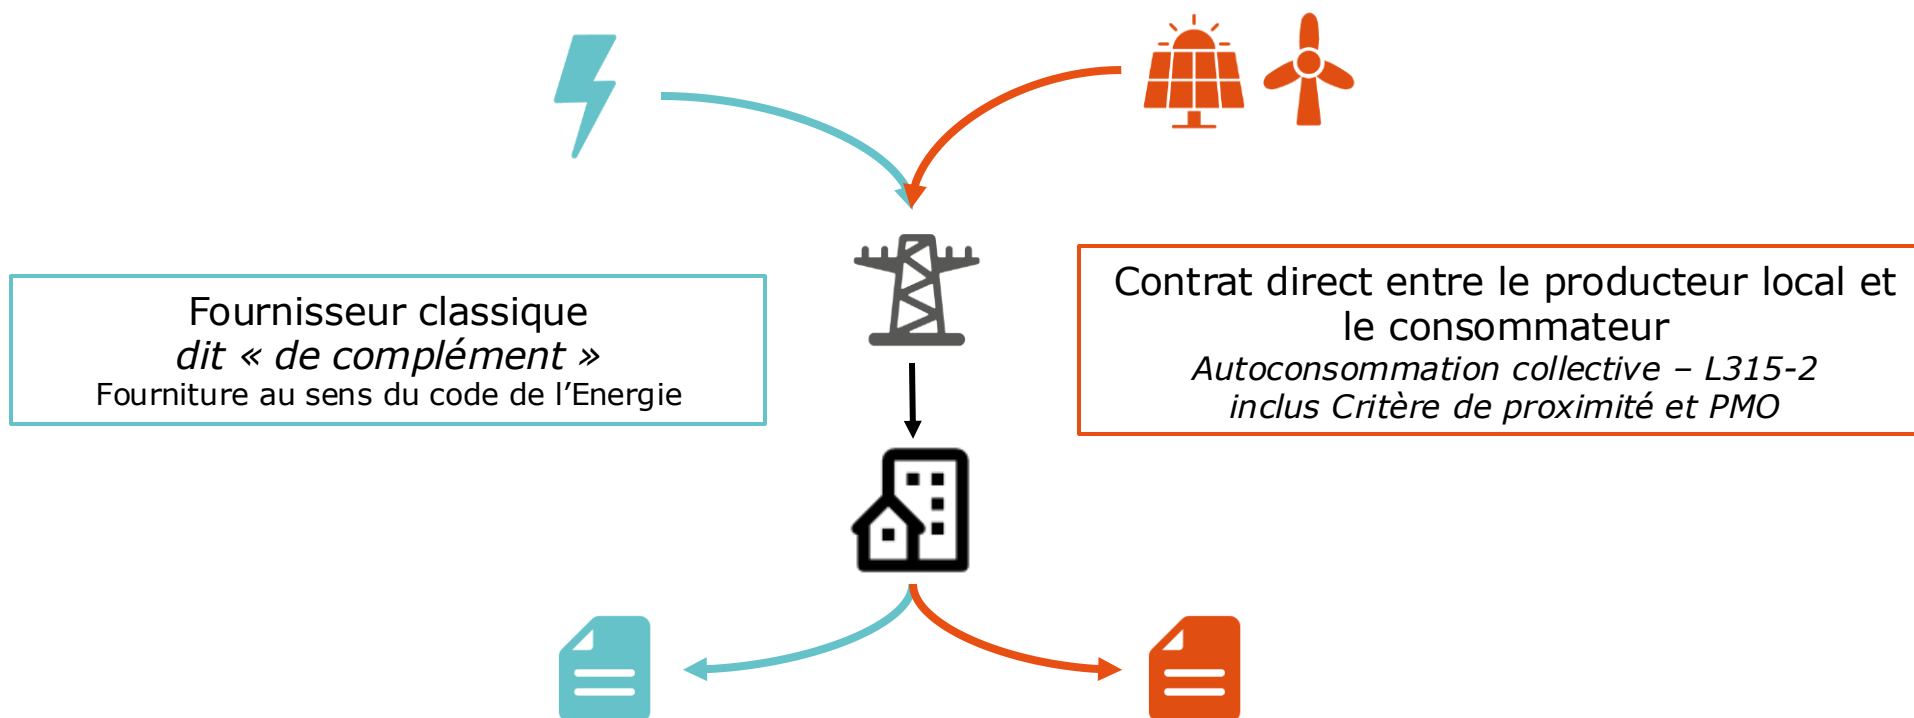 Fournisseur classique
dit « de complément »
Fourniture au sens du code de l’Energie
Contrat direct entre le producteur local et
le consommateur
Autoconsommation collective – L315-2
inclus Critère de proximité et PMO